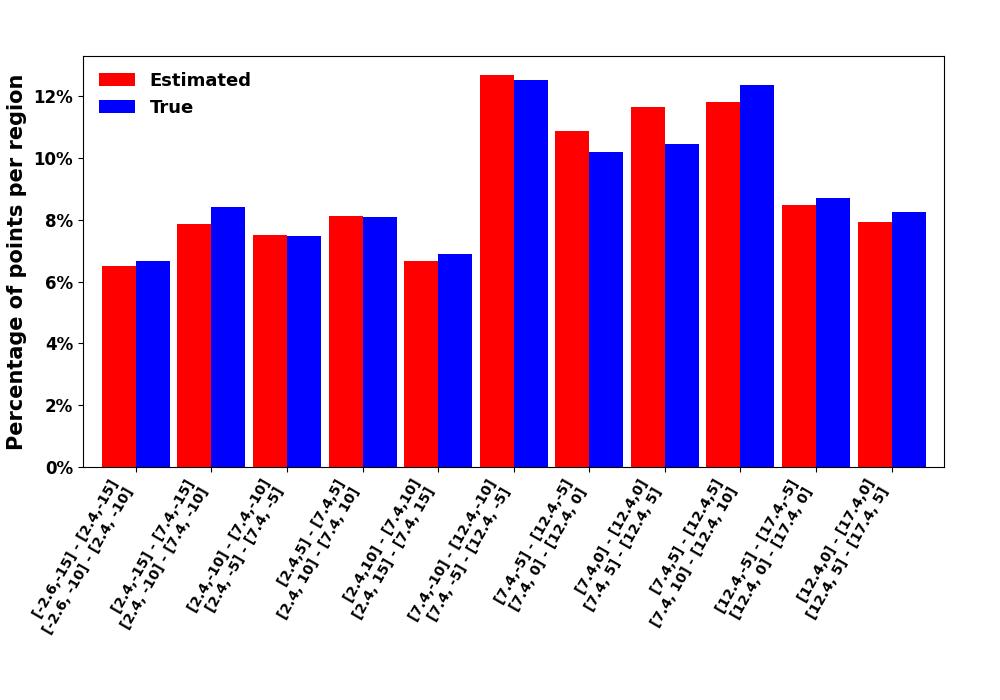 Estimated
True
Percentage of points per region
12%
10%
8%
6%
4%
2%
0%
[-2.6,-15] - [2.4,-15]
[-2.6, -10] - [2.4, -10]
[2.4,-15] - [7.4,-15]
[2.4, -10] - [7.4, -10]
[2.4,-10] - [7.4,-10]
[2.4, -5] - [7.4, -5]
[2.4,5] - [7.4,5]
[2.4, 10] - [7.4, 10]
[2.4,10] - [7.4,10]
[2.4, 15] - [7.4, 15]
[7.4,-10] - [12.4,-10]
[7.4, -5] - [12.4, -5]
[7.4,-5] - [12.4,-5]
[7.4, 0] - [12.4, 0]
[7.4,0] - [12.4,0]
[7.4, 5] - [12.4, 5]
[7.4,5] - [12.4,5]
[7.4, 10] - [12.4, 10]
[12.4,-5] - [17.4,-5]
[12.4, 0] - [17.4, 0]
[12.4,0] - [17.4,0]
[12.4, 5] - [17.4, 5]